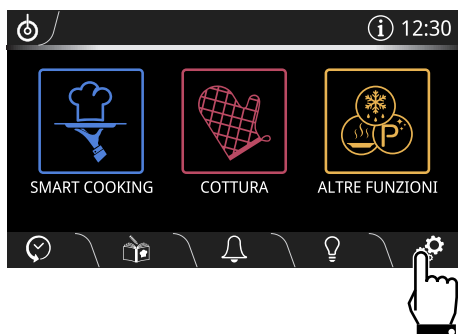 12:30
SMART COOKING
COTTURA
ALTRE FUNZIONI
P